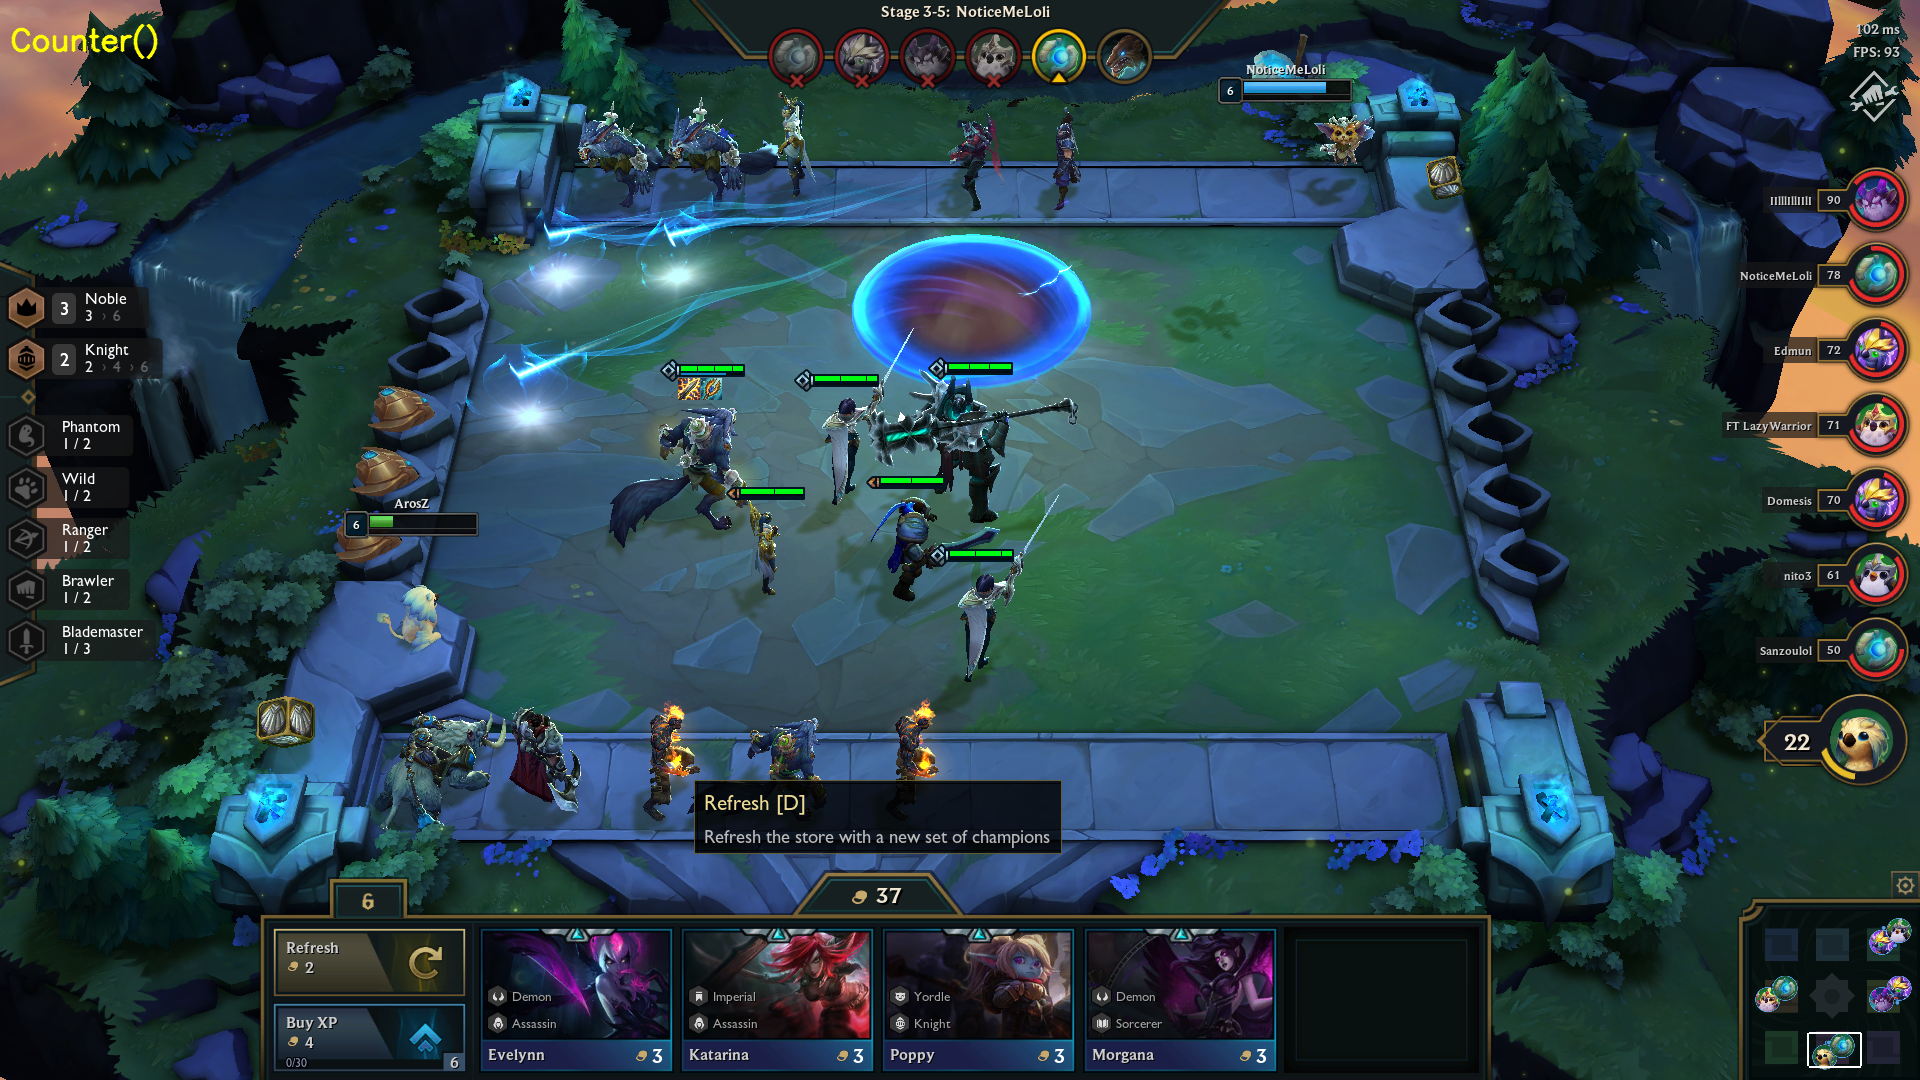 Stage 3-5: NoticeMeLoli
Counter()
102 ms
FPS: 93
NoticeMeLoli
6
90
NoticeMeLoli 78
Edmun 72
FT LazyWarrior 71
Domesis 70
nito3 61
Sanzoulol 50
22
3 Noble
3 › 6
2 Knight
2 › 4 › 6
Phantom
1 / 2
Wild
1 / 2
Ranger
1 / 2
Brawler
1 / 2
Blademaster
1 / 3
ArosZ
6
Refresh [D]
Refresh the store with a new set of champions
6
37
Refresh
2
Buy XP
4
0/30
6
Demon
Assassin
Evelynn 3
Imperial
Assassin
Katarina 3
Yordle
Knight
Poppy 3
Demon
Sorcerer
Morgana 3